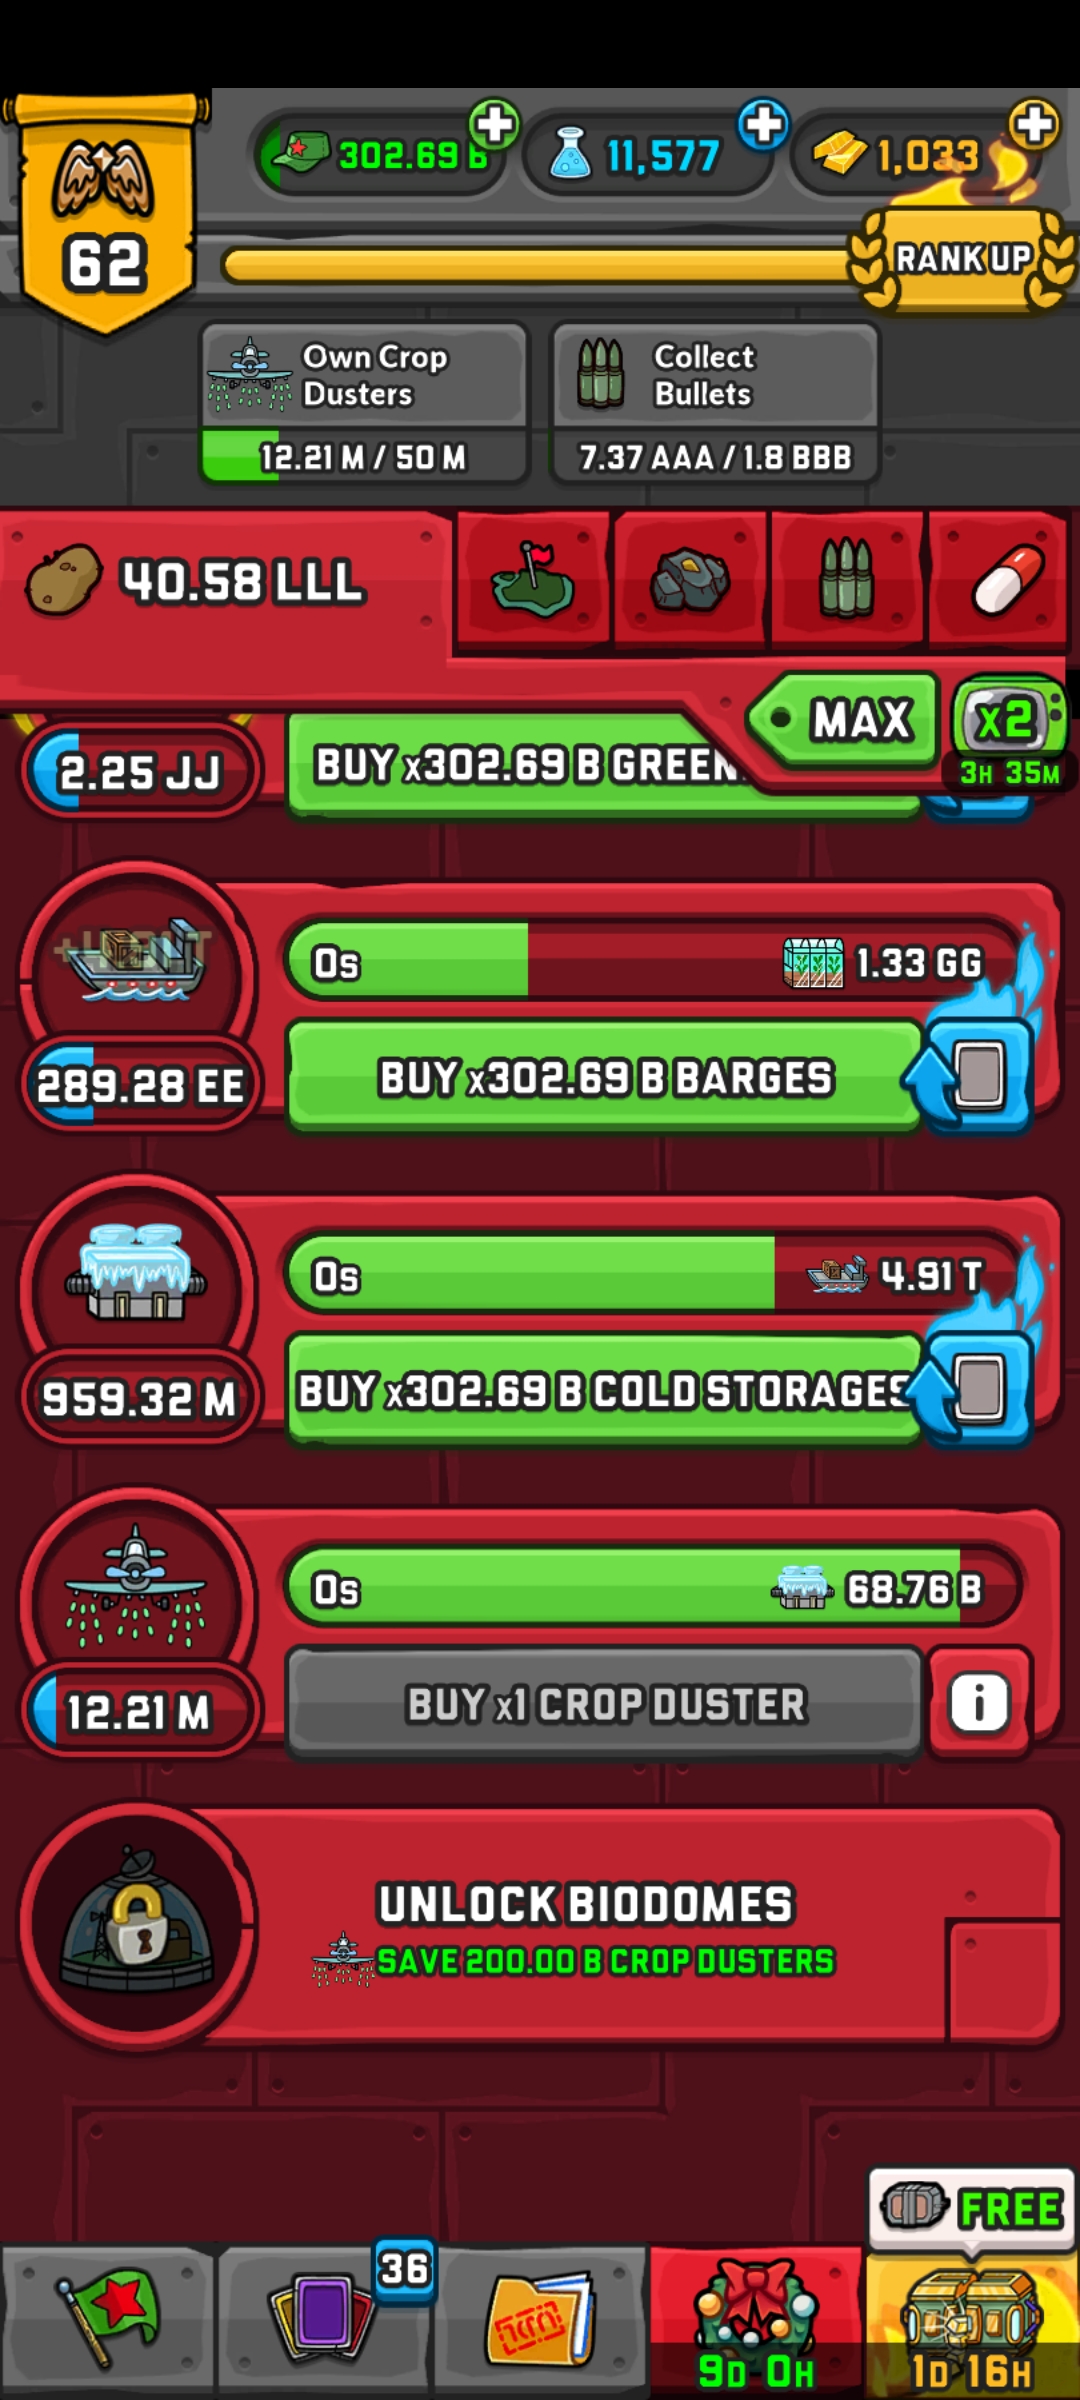 302.69 B
11,577
1,033
62
RANK UP
Own Crop
Dusters
12.21 M / 50 M
Collect
Bullets
7.37 AAA / 1.8 BBB
40.58 LLL
MAX
x2
3H 35M
2.25 JJ
BUY x302.69 B GREEN
0s
1.33 GG
289.28 EE
BUY x302.69 B BARGES
0s
4.91 T
959.32 M
BUY x302.69 B COLD STORAGES
0s
68.76 B
12.21 M
BUY x1 CROP DUSTER
i
UNLOCK BIODOMES
SAVE 200.00 B CROP DUSTERS
FREE
36
9D 0H
1D 16H